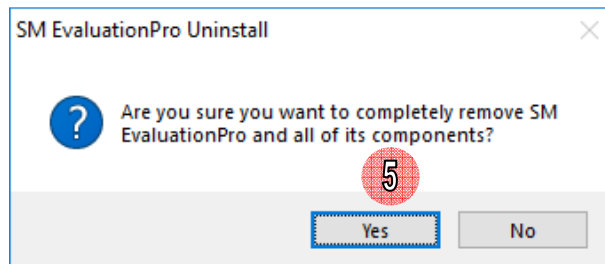 SM EvaluationPro Uninstall
Are you sure you want to completely remove SM
EvaluationPro and all of its components?
5
Yes
No